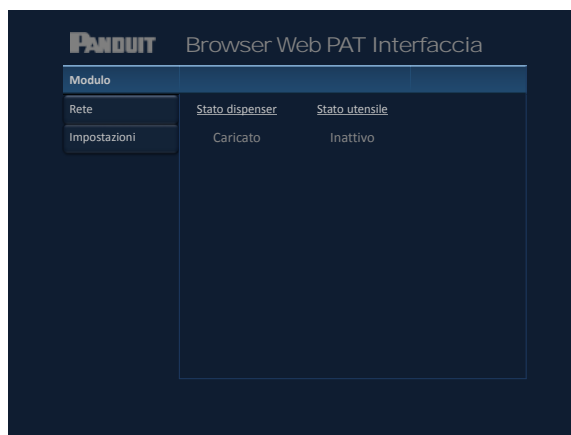 PANDUIT Browser Web PAT Interfaccia
Modulo
Rete Stato dispenser Stato utensile
Impostazioni Caricato Inattivo